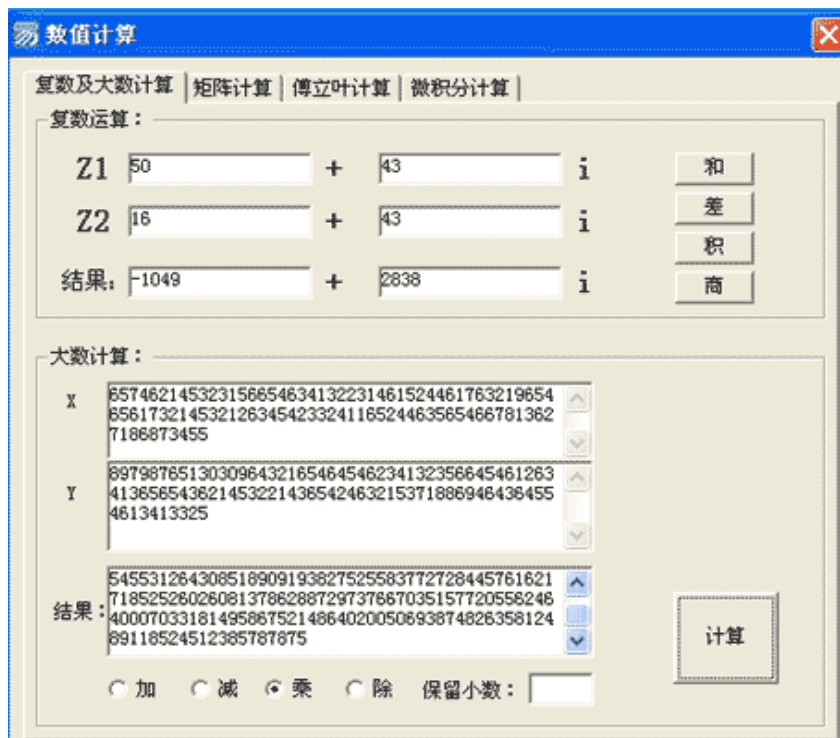 数值计算
复数及大数计算 矩阵计算 傅立叶计算 微积分计算
复数运算：
Z1 50 + 43 i 和
Z2 16 + 43 i 差
积
结果： -1049 + 2838 i 商
大数计算：
X 657462145323156654634132231461524461763219654
656173214532126345423324116524463565466781362
7186873455
Y 897987651303096432165464546234132356645461263
413656543621453221436542463215371886946436455
4613413325
结果： 545531264308518909193827525583772728445761621
718525260260813786288729737667035157720556246
400070331814958675214864020050693874826358124
89118524512385787875
计算
加 减 乘 除 保留小数：